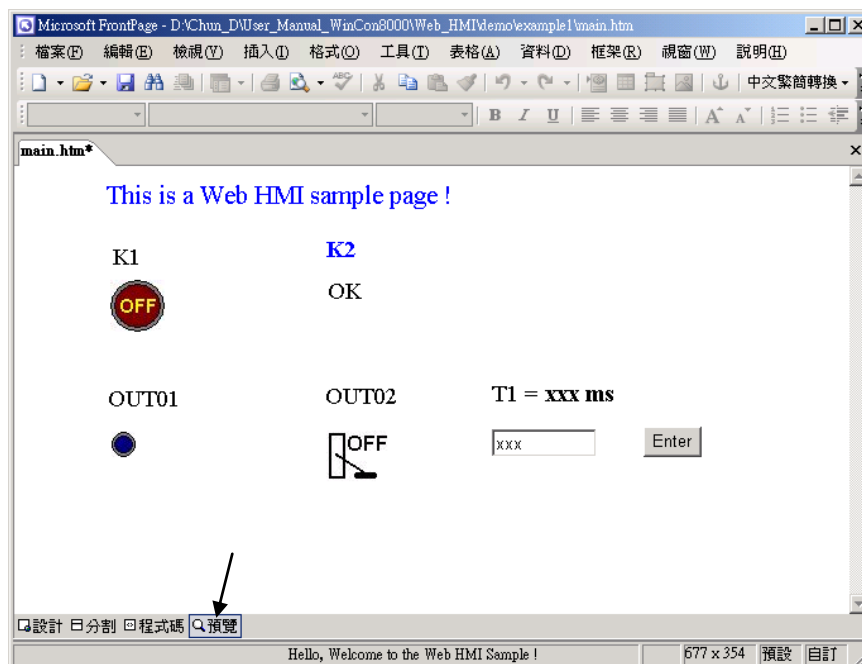 Microsoft FrontPage - D:\Chun_D\User_Manual_WinCon8000\Web_HMI\demo\example1\main.htm
檔案(F) 編輯(E) 檢視(V) 插入(I) 格式(O) 工具(T) 表格(A) 資料(D) 框架(R) 視窗(W) 說明(H)
ABC 中文繁簡轉換
B I U A A
main.htm*
This is a Web HMI sample page !
K1 K2
OFF OK
OUT01 OUT02 T1 = xxx ms
OFF xxx Enter
設計 分割 程式碼 預覽
Hello, Welcome to the Web HMI Sample ! 677 x 354 預設 自訂